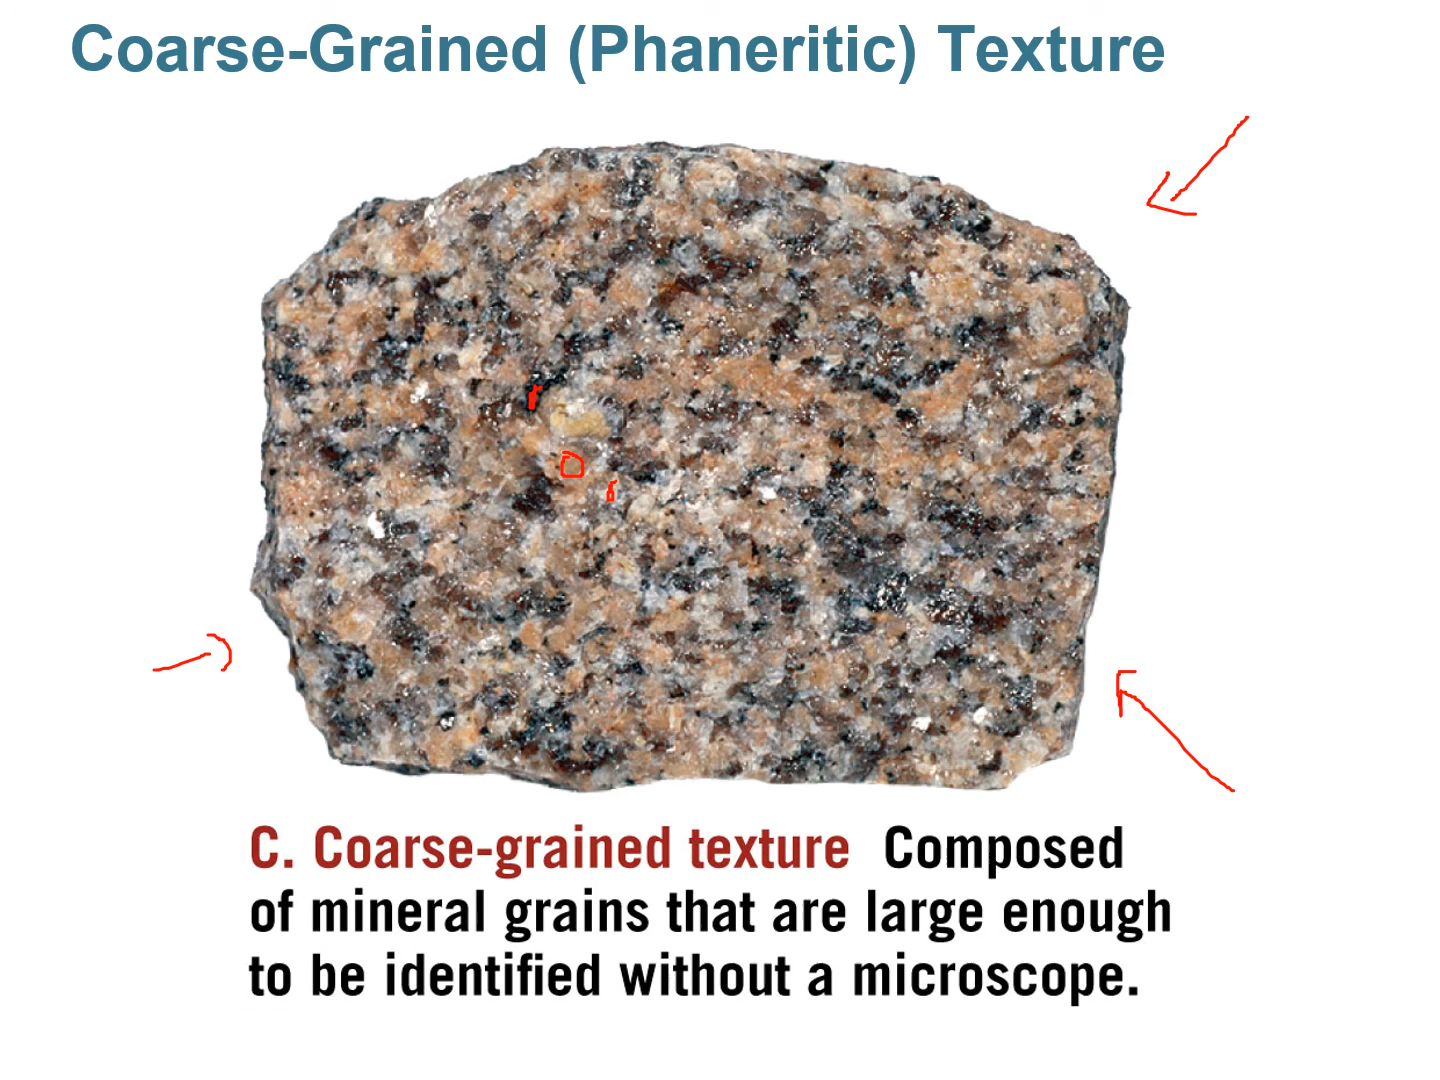 Coarse-Grained (Phaneritic) Texture
C. Coarse-grained texture Composed
of mineral grains that are large enough
to be identified without a microscope.